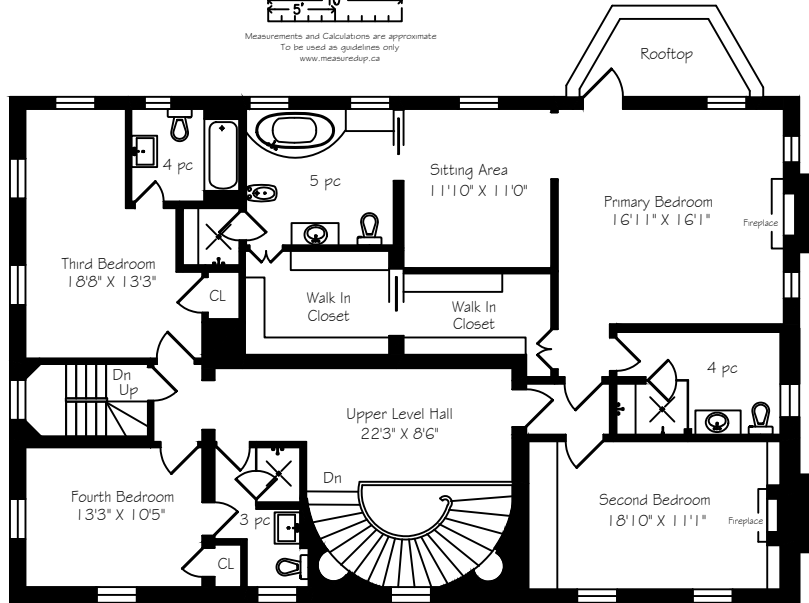 5' 10'
Measurements and Calculations are approximate
To be used as guidelines only
www.measuredup.ca
Rooftop
4 pc
5 pc
Sitting Area
11'10" X 11'0"
Primary Bedroom
16'11" X 16'1"
Fireplace
Third Bedroom
18'8" X 13'3"
CL
Walk In
Closet
Walk In
Closet
Dn
Up
4 pc
Upper Level Hall
22'3" X 8'6"
Dn
Fourth Bedroom
13'3" X 10'5"
3 pc
CL
Second Bedroom
18'10" X 11'1"
Fireplace